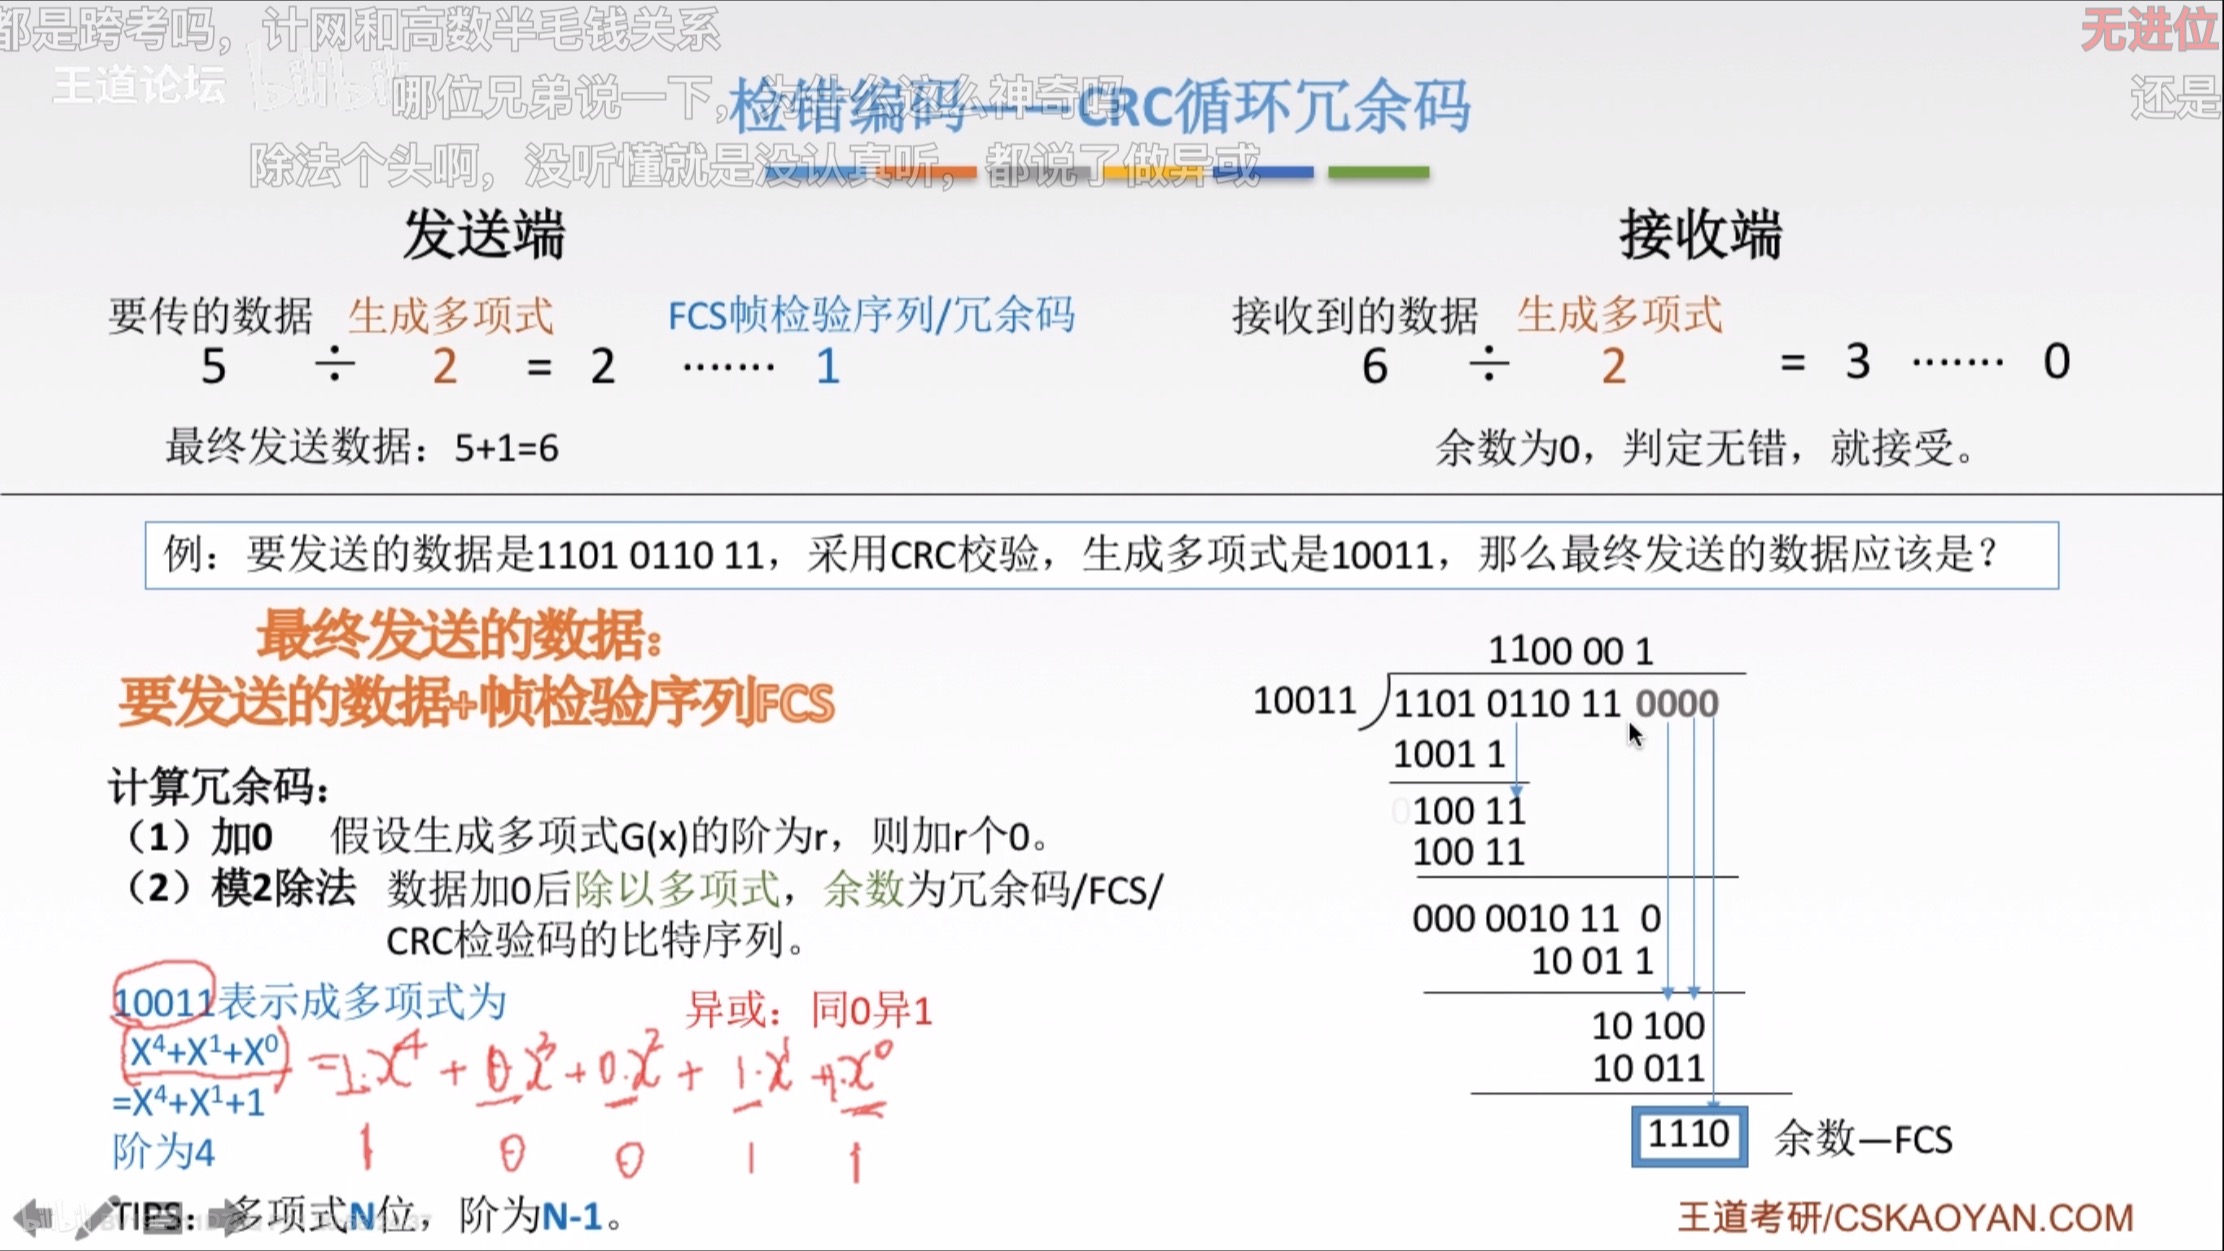 都是跨考吗，计网和高数半毛钱关系
无进位
王道论坛 bilibili
哪位兄弟说一下，为什么这么神奇吗
还是
检错编码——CRC循环冗余码
除法个头啊，没听懂就是没认真听，都说了做异或
发送端
接收端
要传的数据 生成多项式 FCS帧检验序列/冗余码
5 ÷ 2 = 2 ······· 1
最终发送数据：5+1=6
接收到的数据 生成多项式
6 ÷ 2 = 3 ······· 0
余数为0，判定无错，就接受。
例：要发送的数据是1101 0110 11，采用CRC校验，生成多项式是10011，那么最终发送的数据应该是？
最终发送的数据：
要发送的数据+帧检验序列FCS
计算冗余码：
（1）加0 假设生成多项式G(x)的阶为r，则加r个0。
（2）模2除法 数据加0后除以多项式，余数为冗余码/FCS/
CRC检验码的比特序列。
10011表示成多项式为
异或：同0异1
X⁴+X¹+X⁰ =1·x⁴ + 0x³ + 0·x² + 1·x¹ +1·x⁰
=X⁴+X¹+1
阶为4
1 0 0 1 1
TIPS：多项式N位，阶为N-1。
1100 00 1
10011 1101 0110 11 0000
1001 1
0100 11
100 11
000 0010 11 0
10 01 1
10 100
10 011
1110 余数—FCS
王道考研/CSKAOYAN.COM